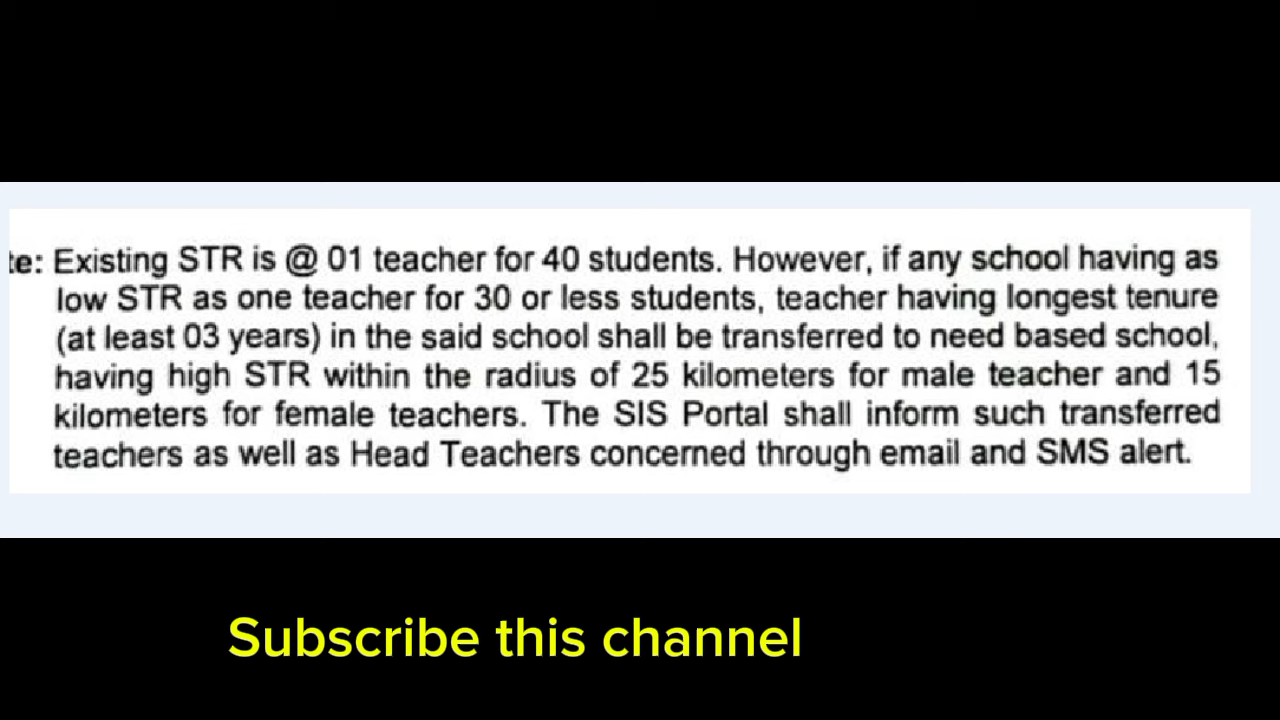 te: Existing STR is @ 01 teacher for 40 students. However, if any school having as
low STR as one teacher for 30 or less students, teacher having longest tenure
(at least 03 years) in the said school shall be transferred to need based school,
having high STR within the radius of 25 kilometers for male teacher and 15
kilometers for female teachers. The SIS Portal shall inform such transferred
teachers as well as Head Teachers concerned through email and SMS alert.
Subscribe this channel